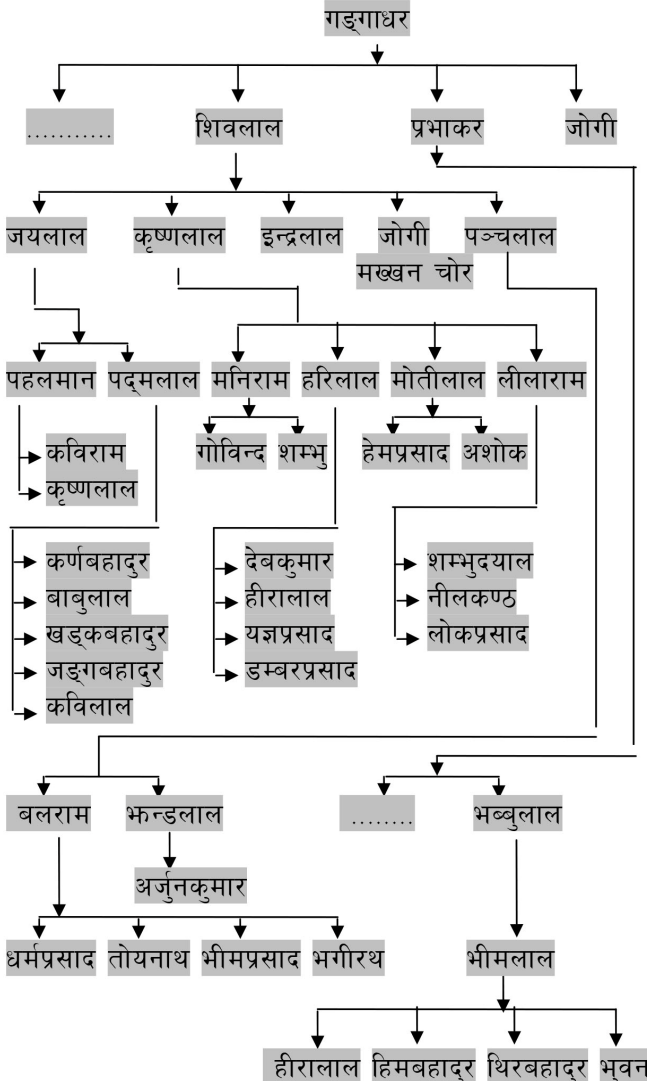 गङ्गाधर
........... शिवलाल प्रभाकर जोगी
जयलाल कृष्णलाल इन्द्रलाल जोगी पञ्चलाल
मख्खन चोर
पहलमान पद्मलाल मनिराम हरिलाल मोतीलाल लीलाराम
गोविन्द शम्भु हेमप्रसाद अशोक
कविराम
कृष्णलाल
कर्णबहादुर देबकुमार शम्भुदयाल
बाबुलाल हीरालाल नीलकण्ठ
खड्कबहादुर यज्ञप्रसाद लोकप्रसाद
जङ्गबहादुर डम्बरप्रसाद
कविलाल
बलराम झन्डलाल ........ भब्बुलाल
अर्जुनकुमार
धर्मप्रसाद तोयनाथ भीमप्रसाद भगीरथ भीमलाल
हीरालाल हिमबहादुर थिरबहादुर भुवन